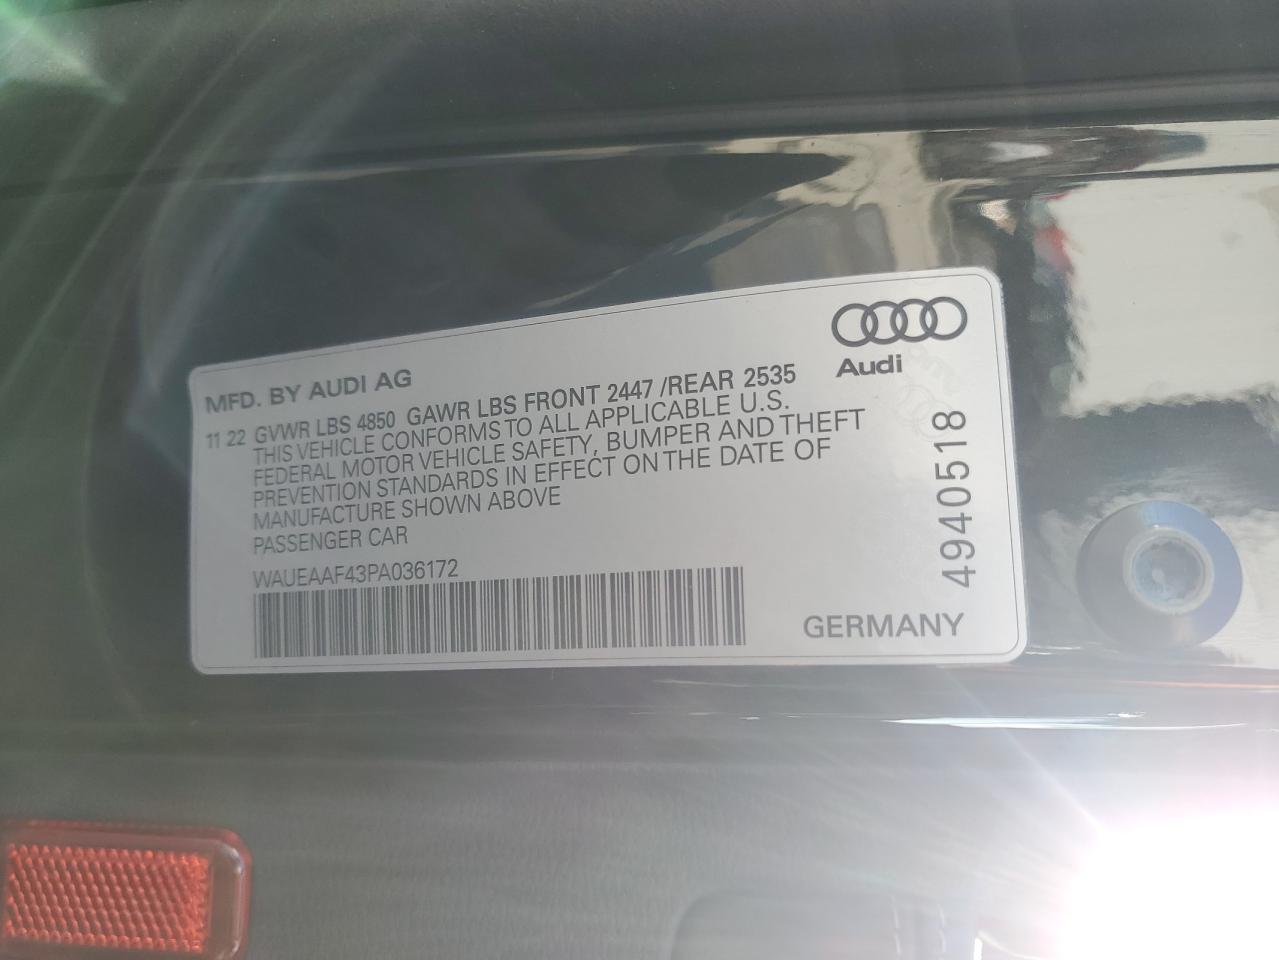 Audi
MFD. BY AUDI AG
11 22 GVWR LBS 4850 GAWR LBS FRONT 2447 /REAR 2535
THIS VEHICLE CONFORMS TO ALL APPLICABLE U.S.
FEDERAL MOTOR VEHICLE SAFETY, BUMPER AND THEFT
PREVENTION STANDARDS IN EFFECT ON THE DATE OF
MANUFACTURE SHOWN ABOVE
PASSENGER CAR
WAUEAAF43PA036172
GERMANY
4940518